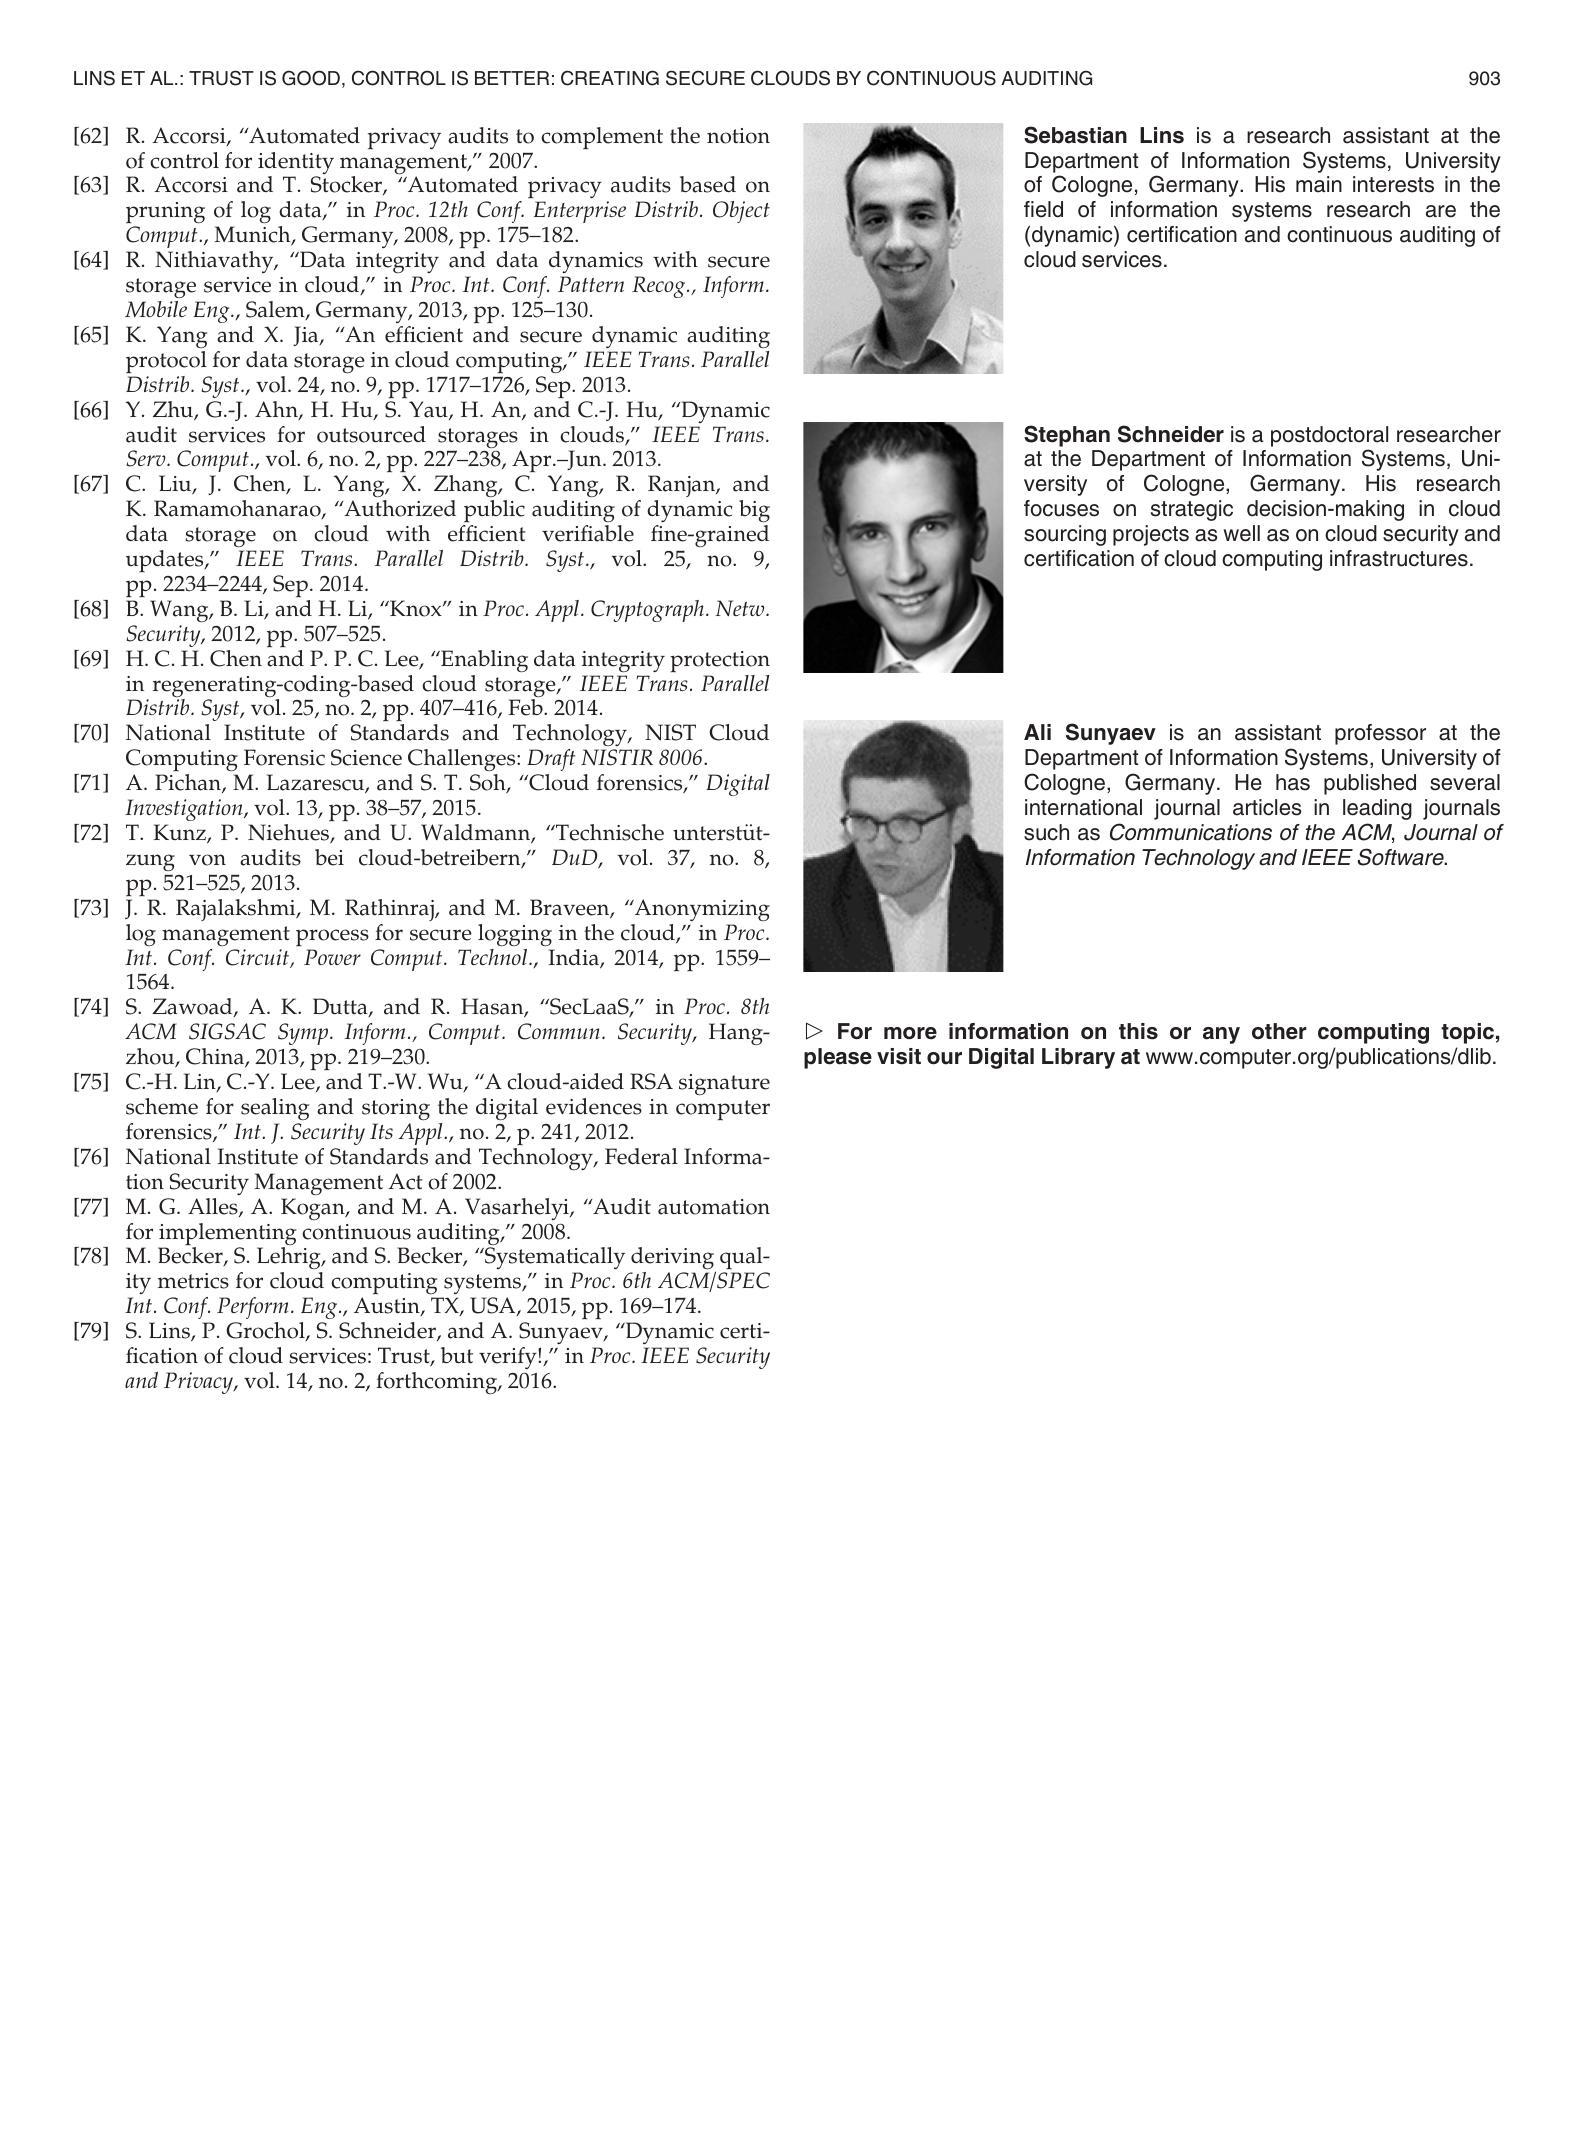 LINS ET AL.: TRUST IS GOOD, CONTROL IS BETTER: CREATING SECURE CLOUDS BY CONTINUOUS AUDITING 903
[62] R. Accorsi, “Automated privacy audits to complement the notion
of control for identity management,” 2007.
[63] R. Accorsi and T. Stocker, “Automated privacy audits based on
pruning of log data,” in Proc. 12th Conf. Enterprise Distrib. Object
Comput., Munich, Germany, 2008, pp. 175–182.
[64] R. Nithiavathy, “Data integrity and data dynamics with secure
storage service in cloud,” in Proc. Int. Conf. Pattern Recog., Inform.
Mobile Eng., Salem, Germany, 2013, pp. 125–130.
[65] K. Yang and X. Jia, “An efficient and secure dynamic auditing
protocol for data storage in cloud computing,” IEEE Trans. Parallel
Distrib. Syst., vol. 24, no. 9, pp. 1717–1726, Sep. 2013.
[66] Y. Zhu, G.-J. Ahn, H. Hu, S. Yau, H. An, and C.-J. Hu, “Dynamic
audit services for outsourced storages in clouds,” IEEE Trans.
Serv. Comput., vol. 6, no. 2, pp. 227–238, Apr.–Jun. 2013.
[67] C. Liu, J. Chen, L. Yang, X. Zhang, C. Yang, R. Ranjan, and
K. Ramamohanarao, “Authorized public auditing of dynamic big
data storage on cloud with efficient verifiable fine-grained
updates,” IEEE Trans. Parallel Distrib. Syst., vol. 25, no. 9,
pp. 2234–2244, Sep. 2014.
[68] B. Wang, B. Li, and H. Li, “Knox” in Proc. Appl. Cryptograph. Netw.
Security, 2012, pp. 507–525.
[69] H. C. H. Chen and P. P. C. Lee, “Enabling data integrity protection
in regenerating-coding-based cloud storage,” IEEE Trans. Parallel
Distrib. Syst, vol. 25, no. 2, pp. 407–416, Feb. 2014.
[70] National Institute of Standards and Technology, NIST Cloud
Computing Forensic Science Challenges: Draft NISTIR 8006.
[71] A. Pichan, M. Lazarescu, and S. T. Soh, “Cloud forensics,” Digital
Investigation, vol. 13, pp. 38–57, 2015.
[72] T. Kunz, P. Niehues, and U. Waldmann, “Technische unterstüt-
zung von audits bei cloud-betreibern,” DuD, vol. 37, no. 8,
pp. 521–525, 2013.
[73] J. R. Rajalakshmi, M. Rathinraj, and M. Braveen, “Anonymizing
log management process for secure logging in the cloud,” in Proc.
Int. Conf. Circuit, Power Comput. Technol., India, 2014, pp. 1559–
1564.
[74] S. Zawoad, A. K. Dutta, and R. Hasan, “SecLaaS,” in Proc. 8th
ACM SIGSAC Symp. Inform., Comput. Commun. Security, Hang-
zhou, China, 2013, pp. 219–230.
[75] C.-H. Lin, C.-Y. Lee, and T.-W. Wu, “A cloud-aided RSA signature
scheme for sealing and storing the digital evidences in computer
forensics,” Int. J. Security Its Appl., no. 2, p. 241, 2012.
[76] National Institute of Standards and Technology, Federal Informa-
tion Security Management Act of 2002.
[77] M. G. Alles, A. Kogan, and M. A. Vasarhelyi, “Audit automation
for implementing continuous auditing,” 2008.
[78] M. Becker, S. Lehrig, and S. Becker, “Systematically deriving qual-
ity metrics for cloud computing systems,” in Proc. 6th ACM/SPEC
Int. Conf. Perform. Eng., Austin, TX, USA, 2015, pp. 169–174.
[79] S. Lins, P. Grochol, S. Schneider, and A. Sunyaev, “Dynamic certi-
fication of cloud services: Trust, but verify!,” in Proc. IEEE Security
and Privacy, vol. 14, no. 2, forthcoming, 2016.
Sebastian Lins is a research assistant at the
Department of Information Systems, University
of Cologne, Germany. His main interests in the
field of information systems research are the
(dynamic) certification and continuous auditing of
cloud services.
Stephan Schneider is a postdoctoral researcher
at the Department of Information Systems, Uni-
versity of Cologne, Germany. His research
focuses on strategic decision-making in cloud
sourcing projects as well as on cloud security and
certification of cloud computing infrastructures.
Ali Sunyaev is an assistant professor at the
Department of Information Systems, University of
Cologne, Germany. He has published several
international journal articles in leading journals
such as Communications of the ACM, Journal of
Information Technology and IEEE Software.
▷ For more information on this or any other computing topic,
please visit our Digital Library at www.computer.org/publications/dlib.